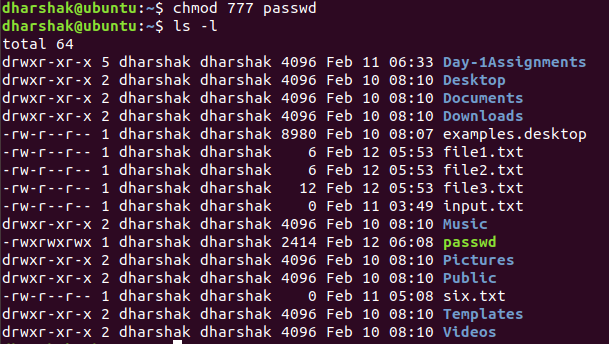 dharshak@ubuntu:~$ chmod 777 passwd
dharshak@ubuntu:~$ ls -l
total 64
drwxr-xr-x 5 dharshak dharshak 4096 Feb 11 06:33 Day-1Assignments
drwxr-xr-x 2 dharshak dharshak 4096 Feb 10 08:10 Desktop
drwxr-xr-x 2 dharshak dharshak 4096 Feb 10 08:10 Documents
drwxr-xr-x 2 dharshak dharshak 4096 Feb 10 08:10 Downloads
-rw-r--r-- 1 dharshak dharshak 8980 Feb 10 08:07 examples.desktop
-rw-r--r-- 1 dharshak dharshak    6 Feb 12 05:53 file1.txt
-rw-r--r-- 1 dharshak dharshak    6 Feb 12 05:53 file2.txt
-rw-r--r-- 1 dharshak dharshak   12 Feb 12 05:53 file3.txt
-rw-r--r-- 1 dharshak dharshak    0 Feb 11 03:49 input.txt
drwxr-xr-x 2 dharshak dharshak 4096 Feb 10 08:10 Music
-rwxrwxrwx 1 dharshak dharshak 2414 Feb 12 06:08 passwd
drwxr-xr-x 2 dharshak dharshak 4096 Feb 10 08:10 Pictures
drwxr-xr-x 2 dharshak dharshak 4096 Feb 10 08:10 Public
-rw-r--r-- 1 dharshak dharshak    0 Feb 11 05:08 six.txt
drwxr-xr-x 2 dharshak dharshak 4096 Feb 10 08:10 Templates
drwxr-xr-x 2 dharshak dharshak 4096 Feb 10 08:10 Videos